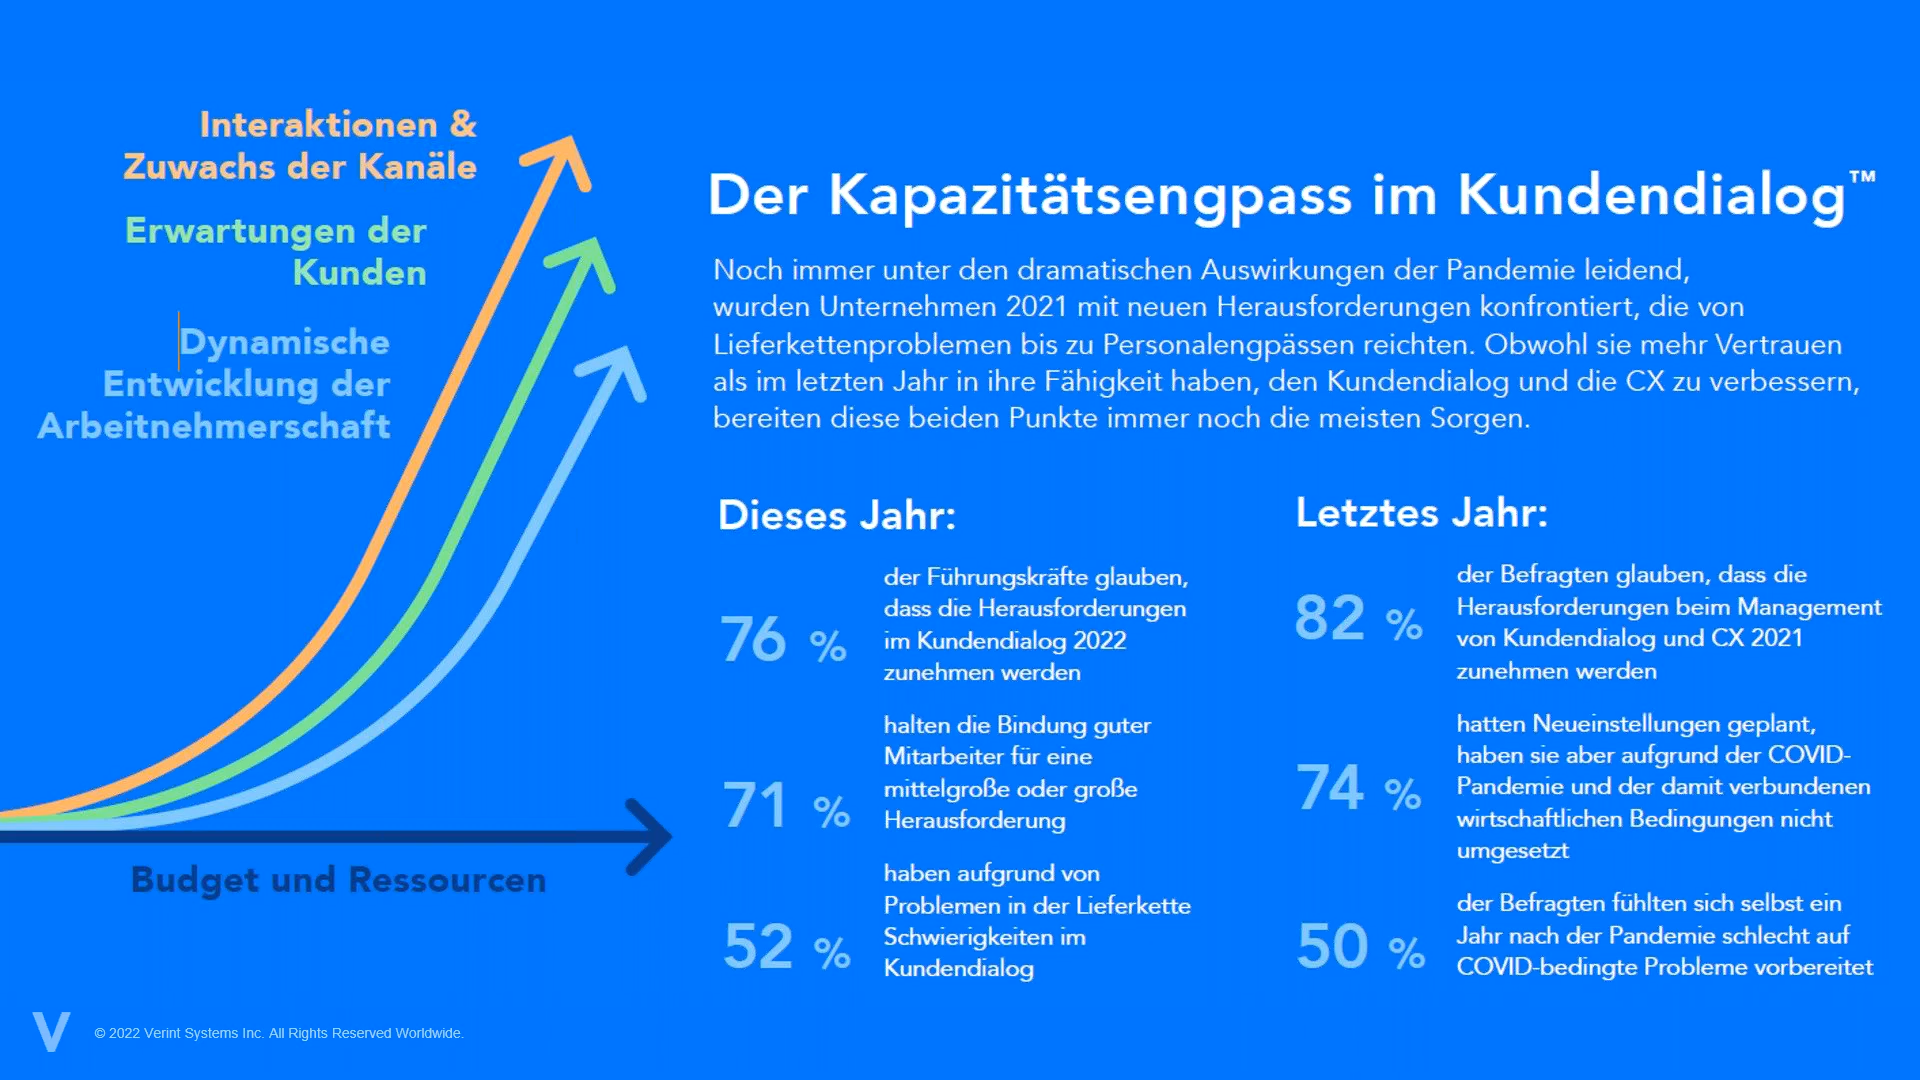 Interaktionen &
Zuwachs der Kanäle
Erwartungen der
Kunden
Dynamische
Entwicklung der
Arbeitnehmerschaft
Budget und Ressourcen
Der Kapazitätsengpass im Kundendialog™
Noch immer unter den dramatischen Auswirkungen der Pandemie leidend,
wurden Unternehmen 2021 mit neuen Herausforderungen konfrontiert, die von
Lieferkettenproblemen bis zu Personalengpässen reichten. Obwohl sie mehr Vertrauen
als im letzten Jahr in ihre Fähigkeit haben, den Kundendialog und die CX zu verbessern,
bereiten diese beiden Punkte immer noch die meisten Sorgen.
Dieses Jahr:
76 %
der Führungskräfte glauben,
dass die Herausforderungen
im Kundendialog 2022
zunehmen werden
71 %
halten die Bindung guter
Mitarbeiter für eine
mittelgroße oder große
Herausforderung
52 %
haben aufgrund von
Problemen in der Lieferkette
Schwierigkeiten im
Kundendialog
Letztes Jahr:
82 %
der Befragten glauben, dass die
Herausforderungen beim Management
von Kundendialog und CX 2021
zunehmen werden
74 %
hatten Neueinstellungen geplant,
haben sie aber aufgrund der COVID-
Pandemie und der damit verbundenen
wirtschaftlichen Bedingungen nicht
umgesetzt
50 %
der Befragten fühlten sich selbst ein
Jahr nach der Pandemie schlecht auf
COVID-bedingte Probleme vorbereitet
V
© 2022 Verint Systems Inc. All Rights Reserved Worldwide.